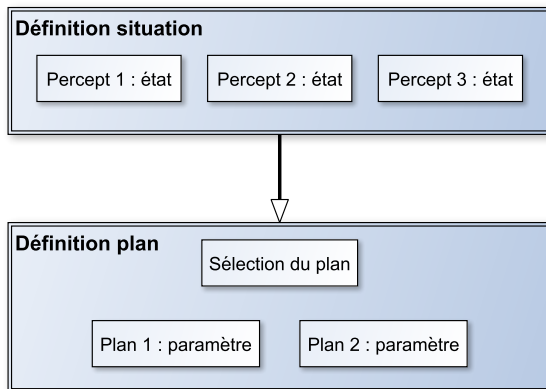 Définition situation
Percept 1 : état
Percept 2 : état
Percept 3 : état
Définition plan
Sélection du plan
Plan 1 : paramètre
Plan 2 : paramètre